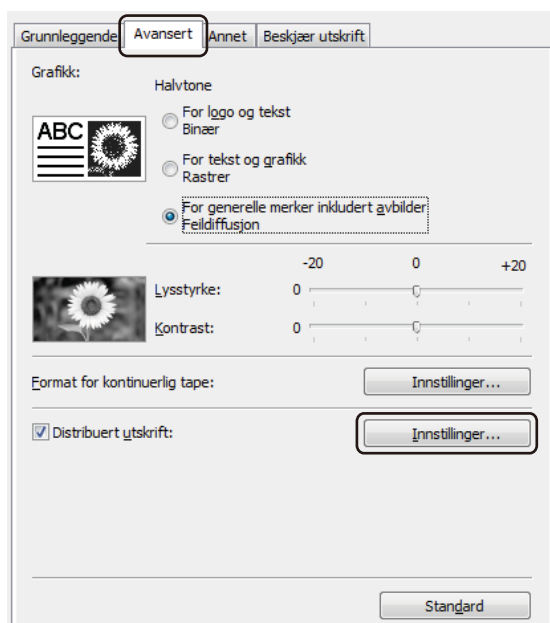 Grunnleggende Avansert Annet Beskjær utskrift
Grafikk:
Halvtone
ABC
For logo og tekst
Binær
For tekst og grafikk
Rastrer
For generelle merker inkludert avbilder
Feildiffusjon
-20 0 +20
Lysstyrke: 0
Kontrast: 0
Format for kontinuerlig tape: Innstillinger...
Distribuert utskrift: Innstillinger...
Standard